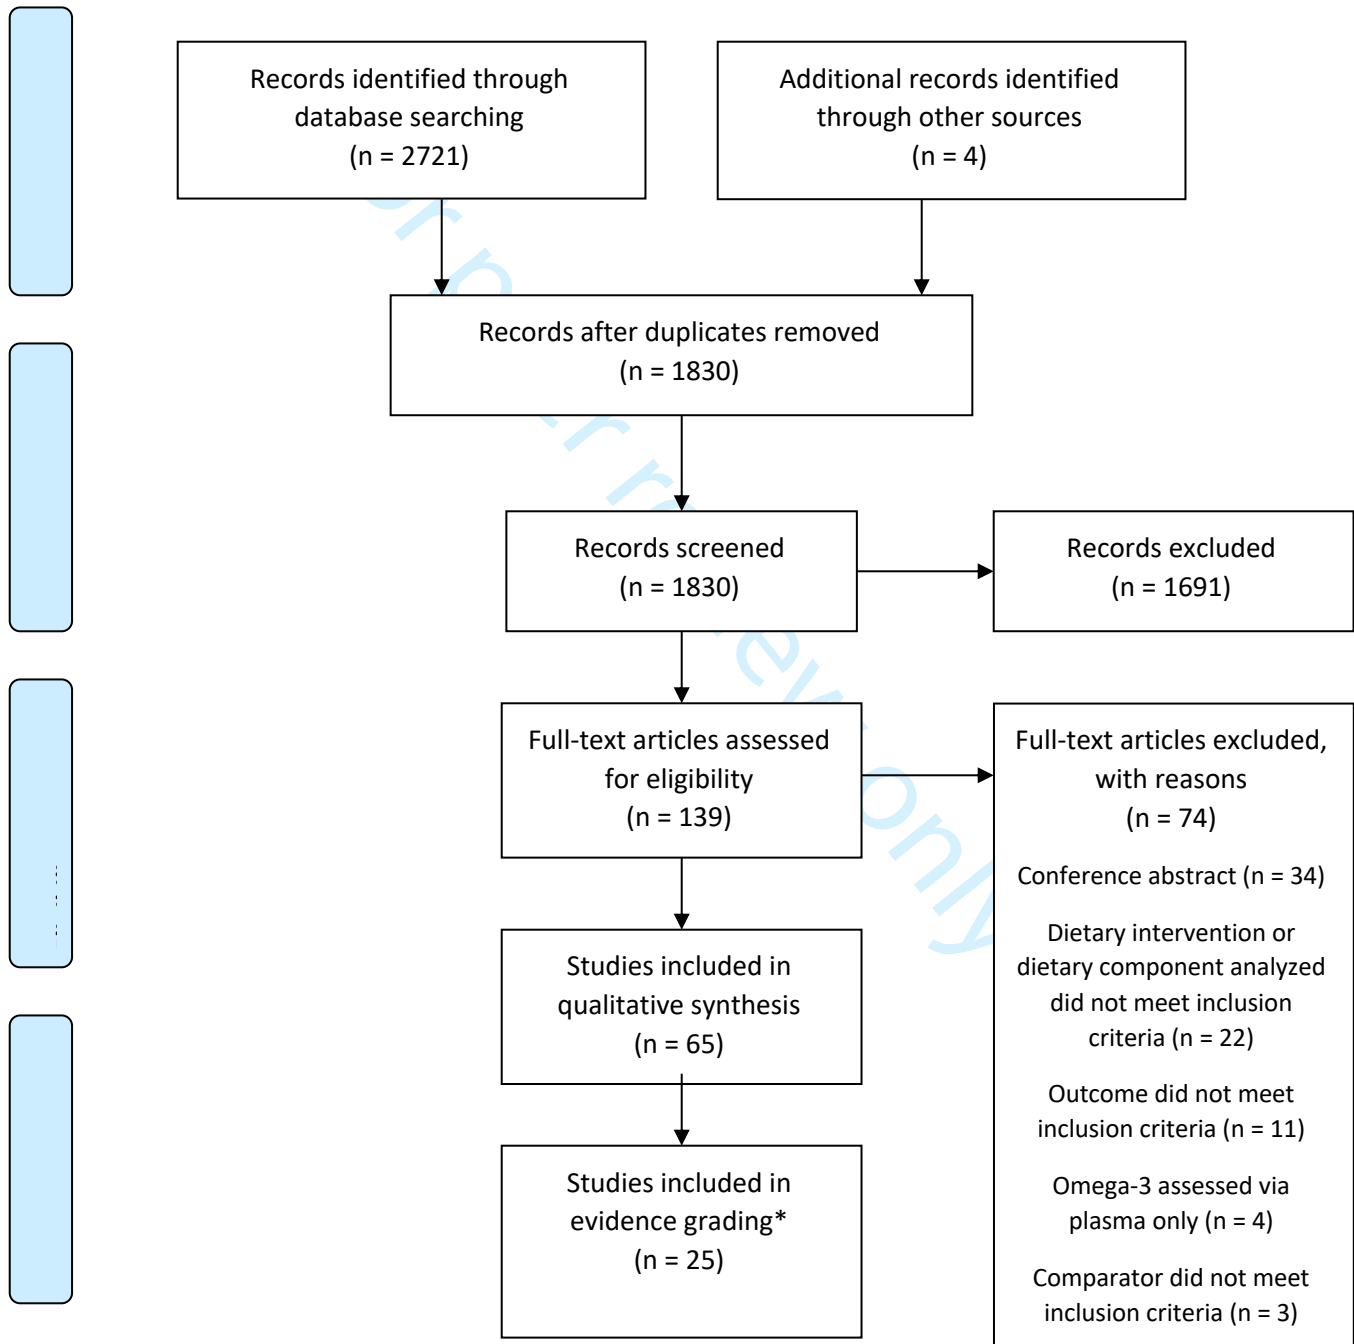 Records identified through
database searching
(n = 2721)
Additional records identified
through other sources
(n = 4)
Records after duplicates removed
(n = 1830)
Records screened
(n = 1830)
Records excluded
(n = 1691)
Full-text articles assessed
for eligibility
(n = 139)
Full-text articles excluded,
with reasons
(n = 74)
Conference abstract (n = 34)
Dietary intervention or
dietary component analyzed
did not meet inclusion
criteria (n = 22)
Outcome did not meet
inclusion criteria (n = 11)
Omega-3 assessed via
plasma only (n = 4)
Comparator did not meet
inclusion criteria (n = 3)
Studies included in
qualitative synthesis
(n = 65)
Studies included in
evidence grading*
(n = 25)
review only